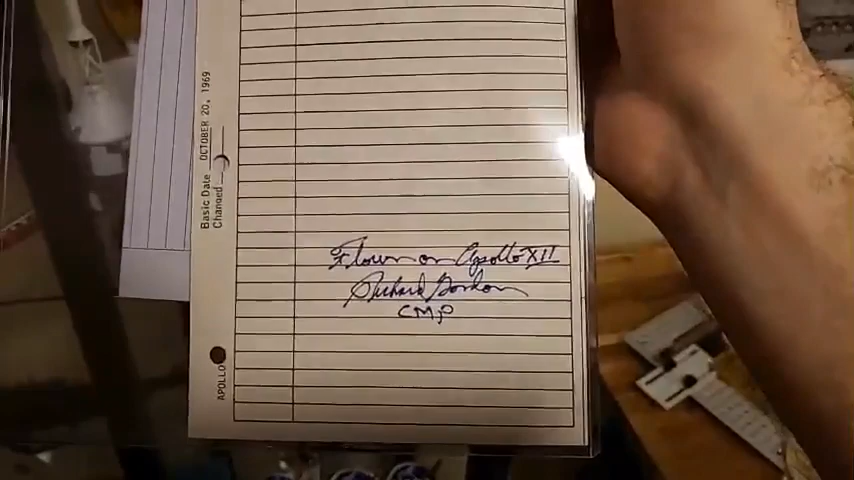 Basic Date OCTOBER 20, 1969
Changed
APOLLO
Flown on Apollo XII
Richard Gordon
CMP